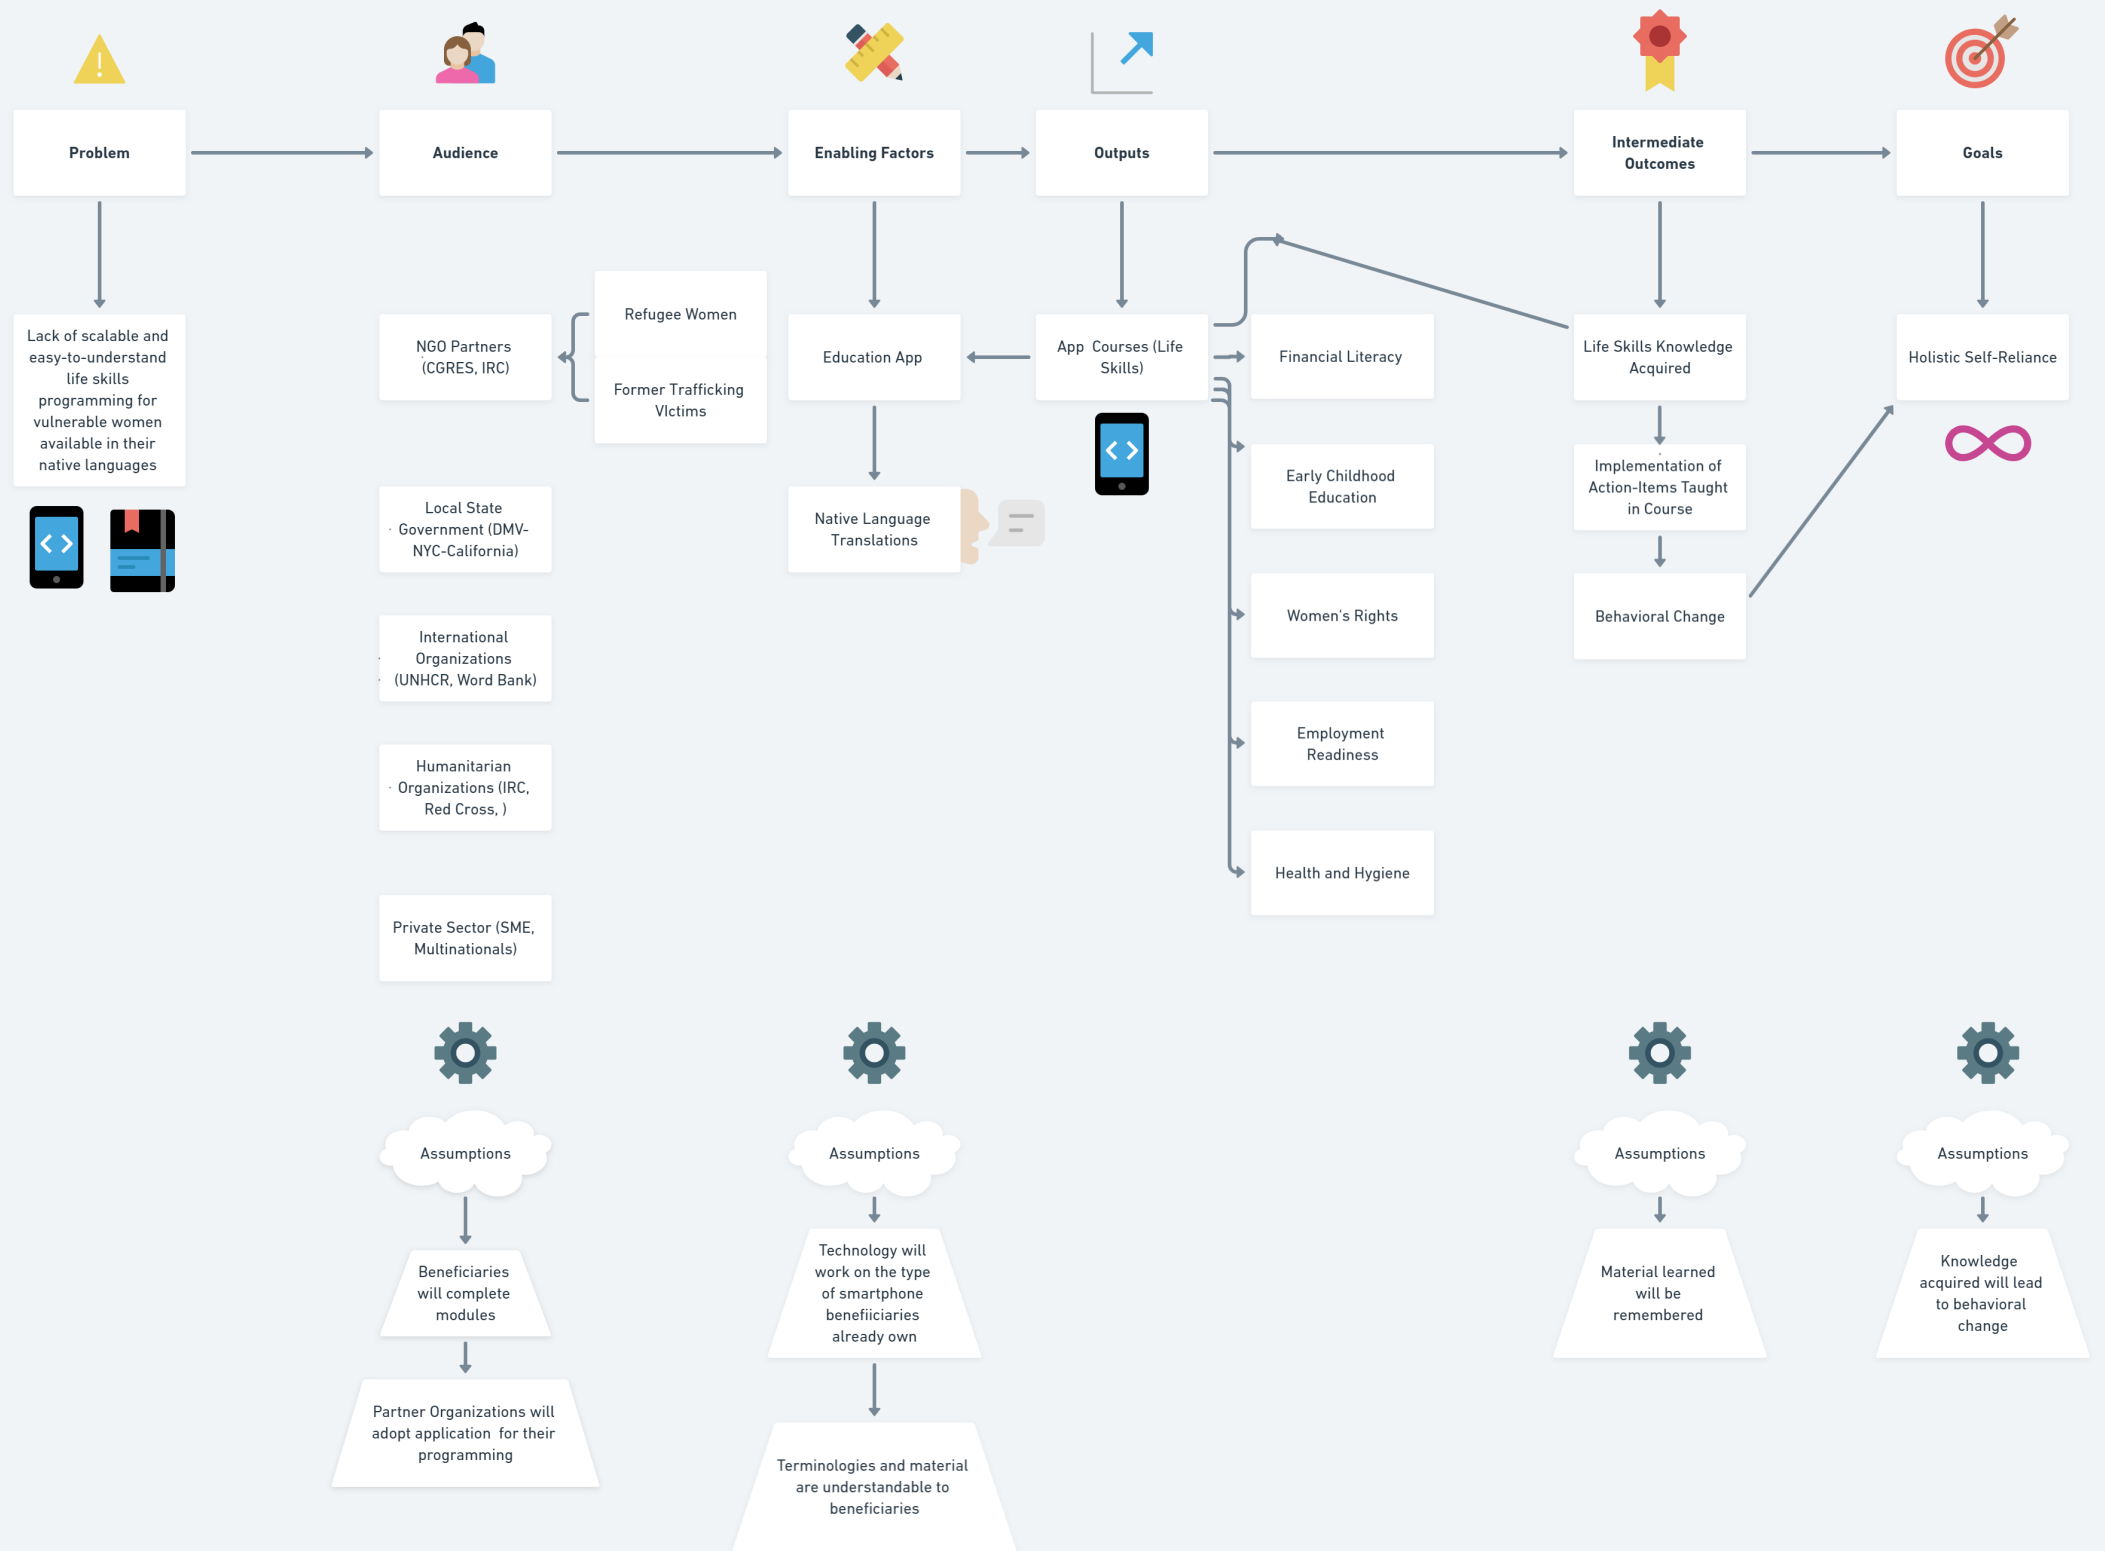 Problem
Audience
Enabling Factors
Outputs
Intermediate
Outcomes
Goals
Lack of scalable and
easy-to-understand
life skills
programming for
vulnerable women
available in their
native languages
NGO Partners
(CGRES, IRC)
Refugee Women
Former Trafficking
VIctims
Local State
Government (DMV-
NYC-California)
International
Organizations
(UNHCR, Word Bank)
Humanitarian
Organizations (IRC,
Red Cross, )
Private Sector (SME,
Multinationals)
Education App
Native Language
Translations
App Courses (Life
Skills)
Financial Literacy
Early Childhood
Education
Women's Rights
Employment
Readiness
Health and Hygiene
Life Skills Knowledge
Acquired
Implementation of
Action-Items Taught
in Course
Behavioral Change
Holistic Self-Reliance
Assumptions
Beneficiaries
will complete
modules
Partner Organizations will
adopt application for their
programming
Assumptions
Technology will
work on the type
of smartphone
benefiiciaries
already own
Terminologies and material
are understandable to
beneficiaries
Assumptions
Material learned
will be
remembered
Assumptions
Knowledge
acquired will lead
to behavioral
change